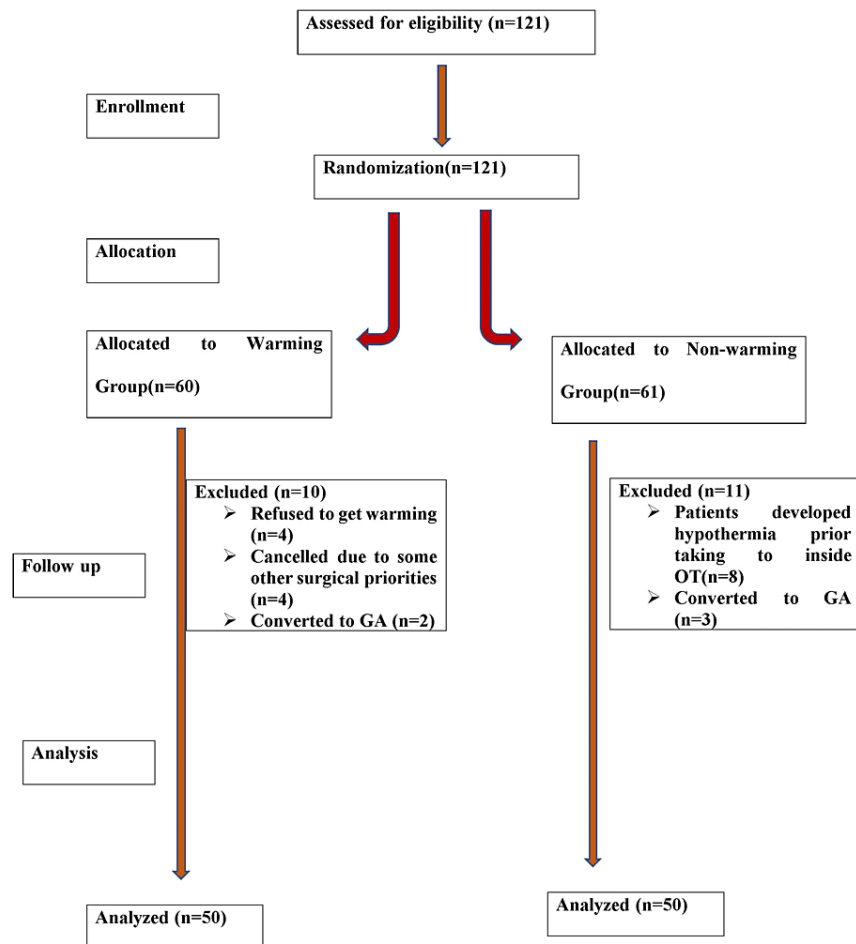 Assessed for eligibility (n=121)
Enrollment
Randomization(n=121)
Allocation
Allocated to Warming
Group(n=60)
Allocated to Non-warming
Group(n=61)
Excluded (n=10)
➢ Refused to get warming
(n=4)
➢ Cancelled due to some
other surgical priorities
(n=4)
➢ Converted to GA (n=2)
Excluded (n=11)
➢ Patients developed
hypothermia prior
taking to inside
OT(n=8)
➢ Converted to GA
(n=3)
Follow up
Analysis
Analyzed (n=50)
Analyzed (n=50)